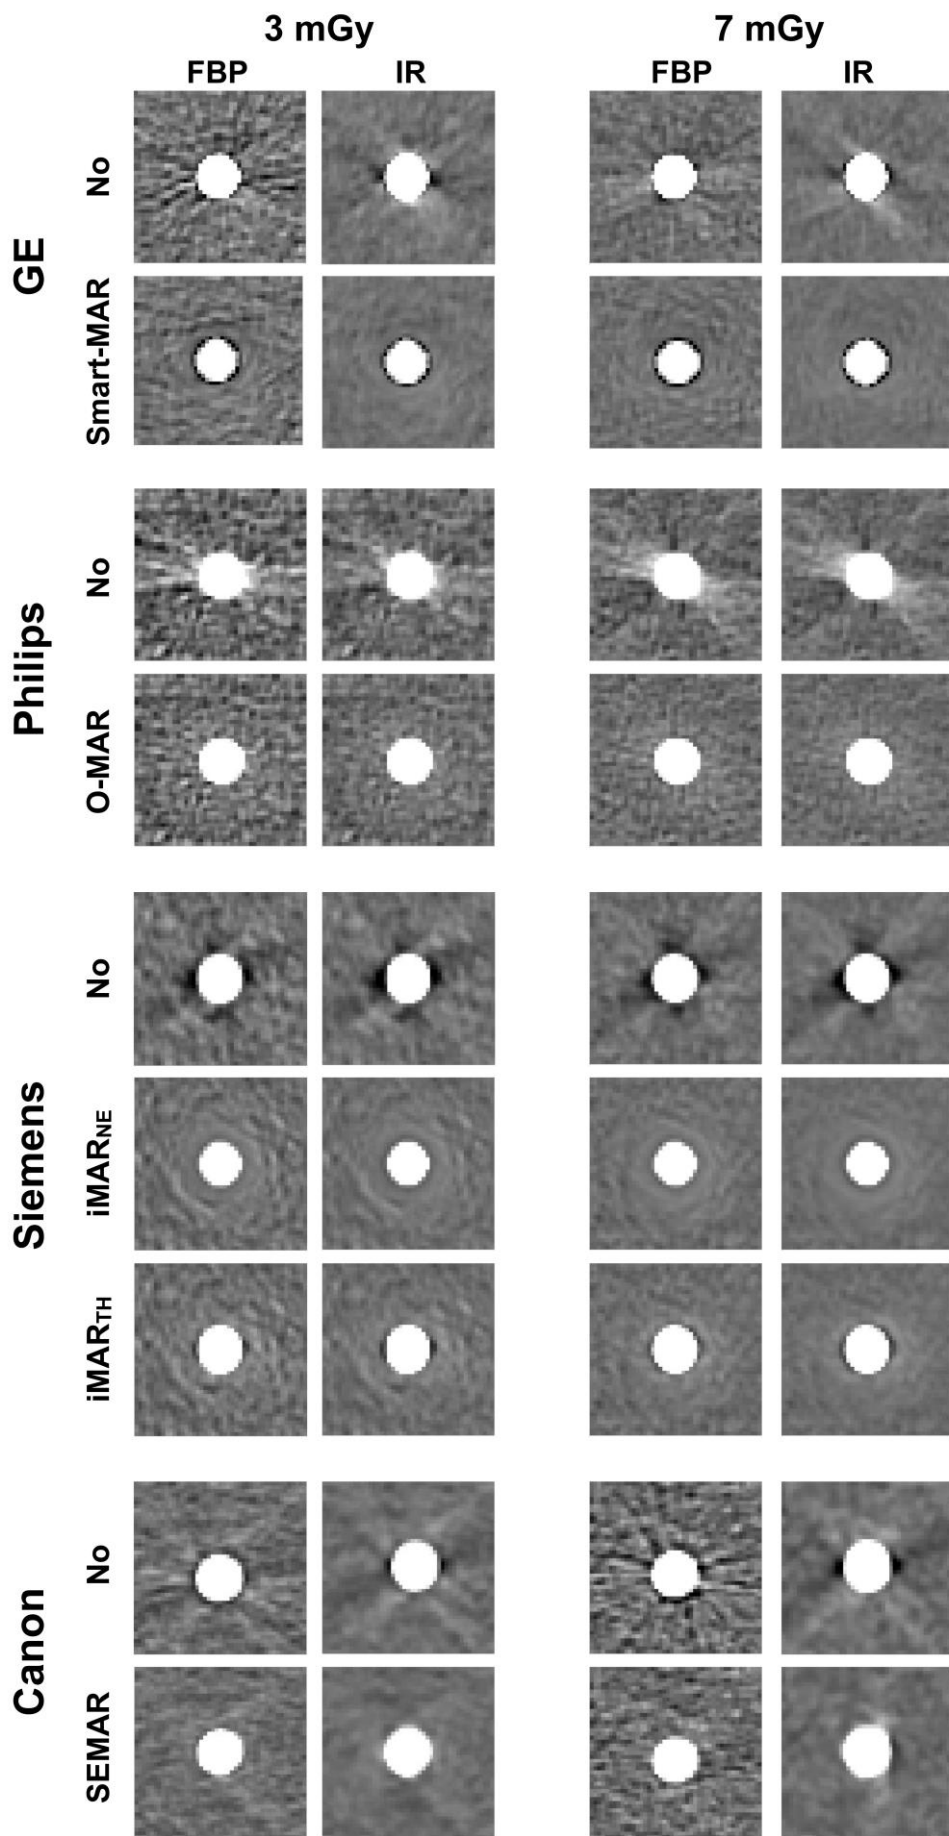 3 mGy 7 mGy
FBP IR FBP IR
GE
No
Smart-MAR
Philips
No
O-MAR
Siemens
No
iMARNE
iMARTH
Canon
No
SEMAR